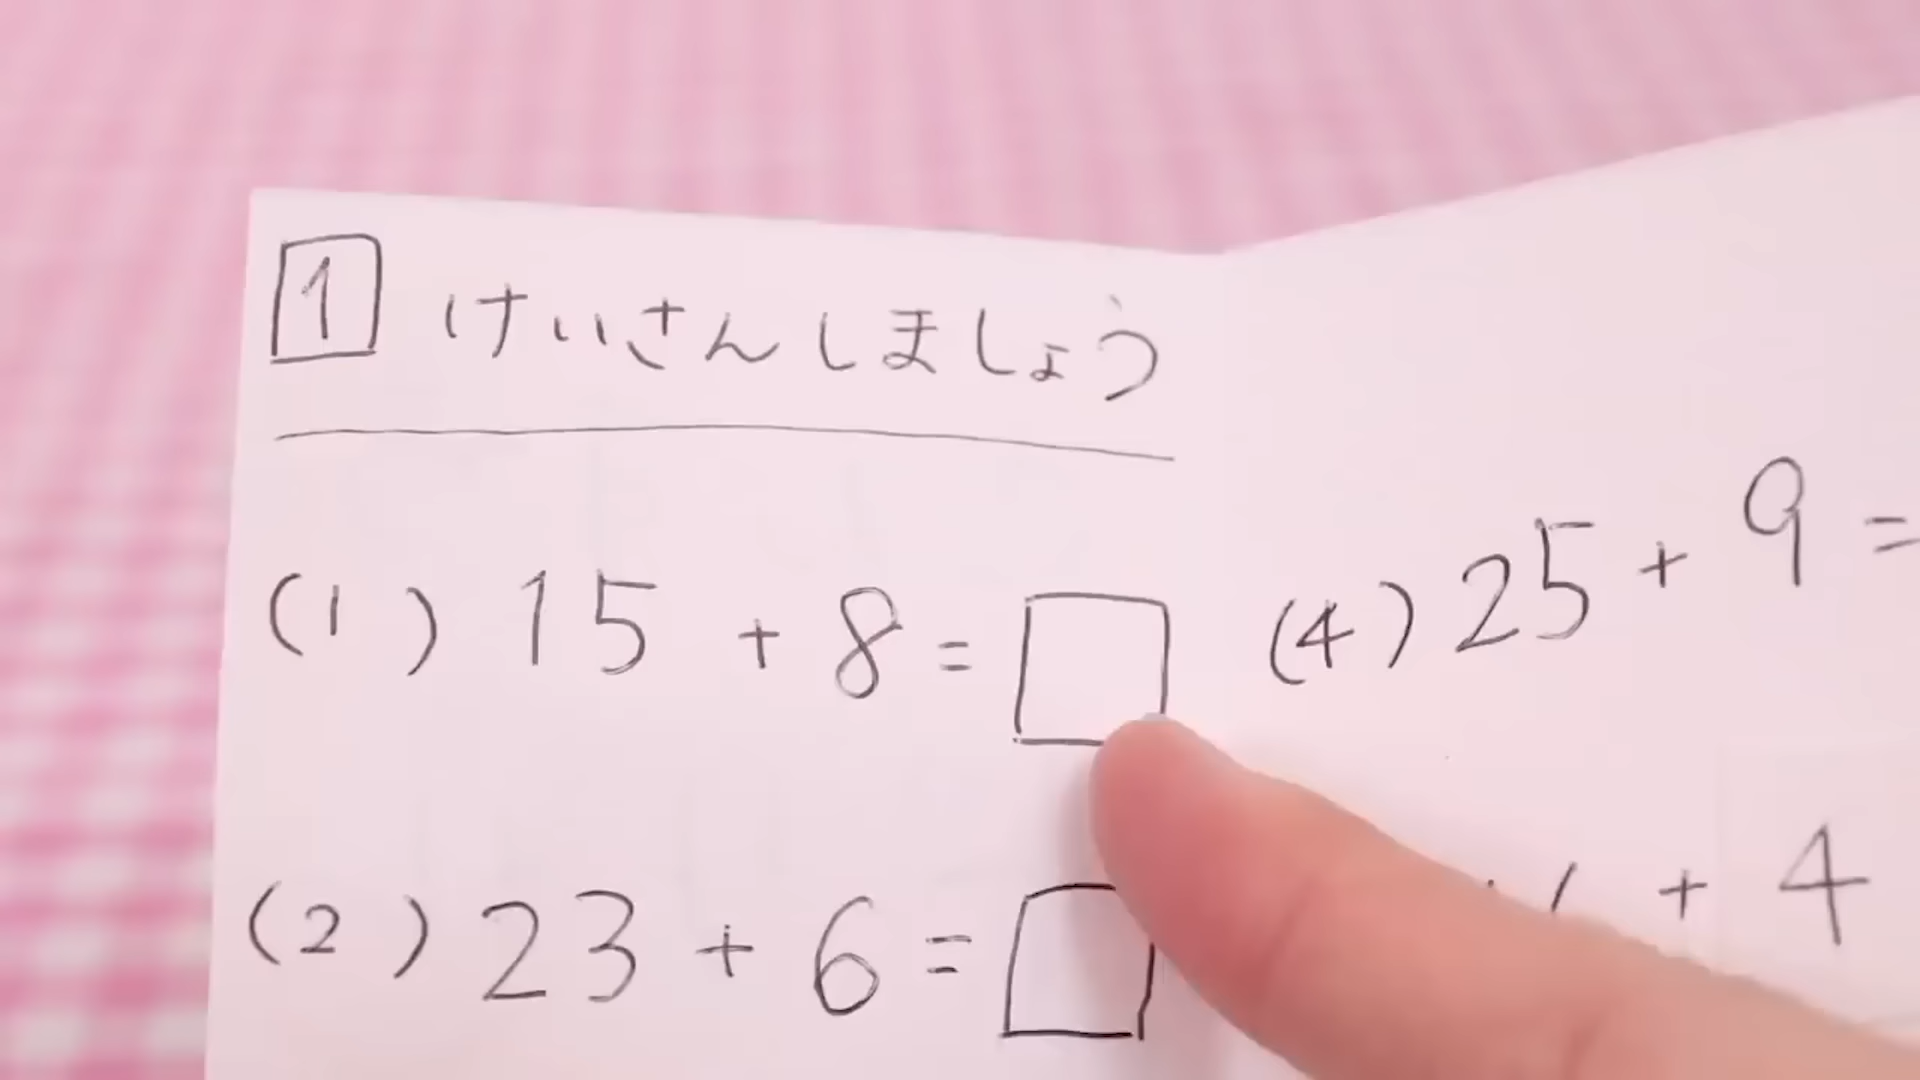 1 けいさんしましょう
(1) 15 + 8 =
(2) 23 + 6 =
(4) 25 + 9 =
+ 4